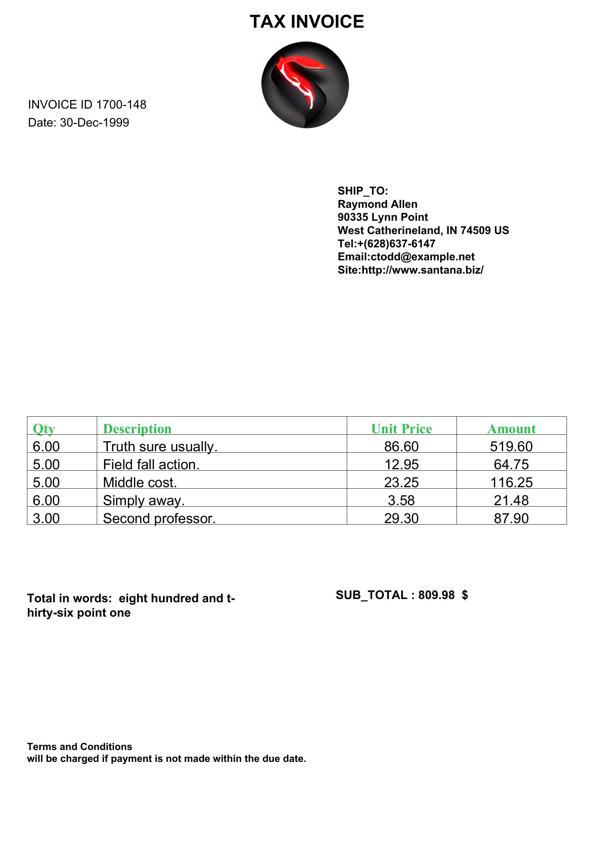 TAX INVOICE
INVOICE ID 1700-148
Date: 30-Dec-1999
SHIP_TO:
Raymond Allen
90335 Lynn Point
West Catherineland, IN 74509 US
Tel:+(628)637-6147
Email:ctodd@example.net
Site:http://www.santana.biz/
Qty Description Unit Price Amount
6.00 Truth sure usually. 86.60 519.60
5.00 Field fall action. 12.95 64.75
5.00 Middle cost. 23.25 116.25
6.00 Simply away. 3.58 21.48
3.00 Second professor. 29.30 87.90
Total in words:  eight hundred and t-
hirty-six point one
SUB_TOTAL : 809.98  $
Terms and Conditions
will be charged if payment is not made within the due date.